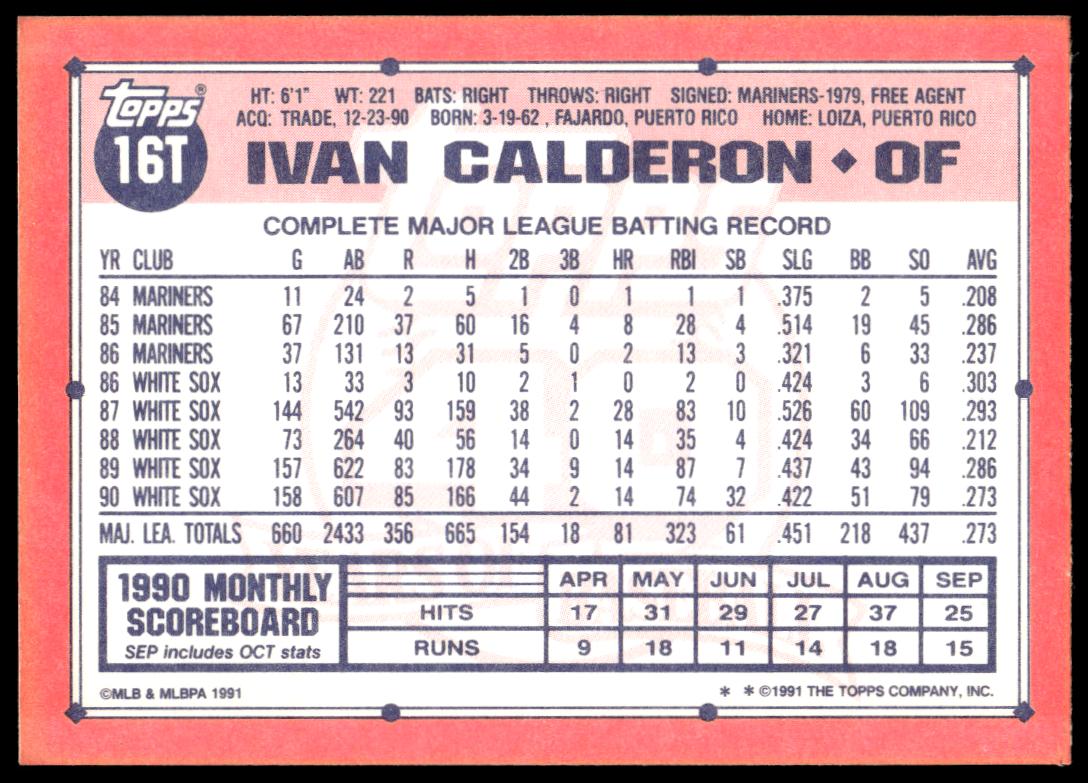 Topps®
16T
HT: 6'1" WT: 221 BATS: RIGHT THROWS: RIGHT SIGNED: MARINERS-1979, FREE AGENT
ACQ: TRADE, 12-23-90 BORN: 3-19-62 , FAJARDO, PUERTO RICO HOME: LOIZA, PUERTO RICO
IVAN CALDERON ◆ OF
COMPLETE MAJOR LEAGUE BATTING RECORD
YR CLUB G AB R H 2B 3B HR RBI SB SLG BB SO AVG
84 MARINERS 11 24 2 5 1 0 1 1 1 .375 2 5 .208
85 MARINERS 67 210 37 60 16 4 8 28 4 .514 19 45 .286
86 MARINERS 37 131 13 31 5 0 2 13 3 .321 6 33 .237
86 WHITE SOX 13 33 3 10 2 1 0 2 0 .424 3 6 .303
87 WHITE SOX 144 542 93 159 38 2 28 83 10 .526 60 109 .293
88 WHITE SOX 73 264 40 56 14 0 14 35 4 .424 34 66 .212
89 WHITE SOX 157 622 83 178 34 9 14 87 7 .437 43 94 .286
90 WHITE SOX 158 607 85 166 44 2 14 74 32 .422 51 79 .273
MAJ. LEA. TOTALS 660 2433 356 665 154 18 81 323 61 .451 218 437 .273
1990 MONTHLY
SCOREBOARD
SEP includes OCT stats
APR MAY JUN JUL AUG SEP
HITS 17 31 29 27 37 25
RUNS 9 18 11 14 18 15
©MLB & MLBPA 1991
* * ©1991 THE TOPPS COMPANY, INC.